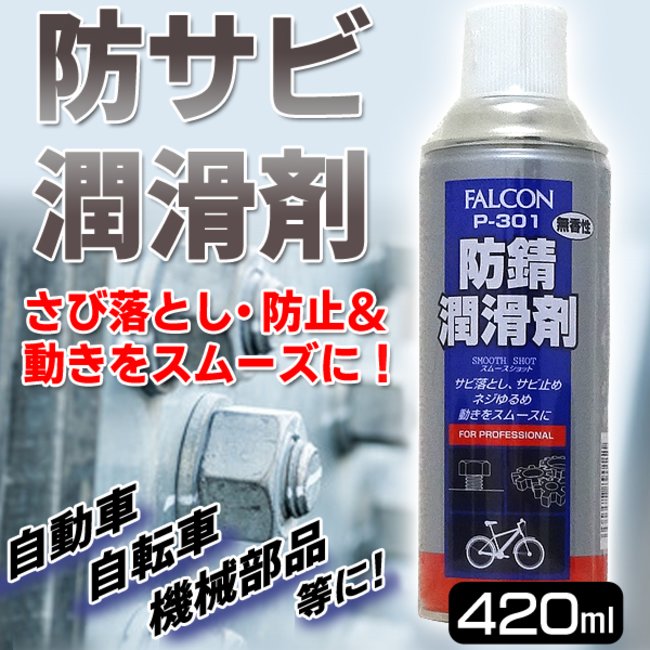 防サビ
潤滑剤
さび落とし・防止&
動きをスムーズに！
自動車
自転車
機械部品
等に!
FALCON
P-301
無香性
防錆
潤滑剤
SMOOTH SHOT
スムースショット
サビ落とし、サビ止め
ネジゆるめ
動きをスムースに
FOR PROFESSIONAL
420ml